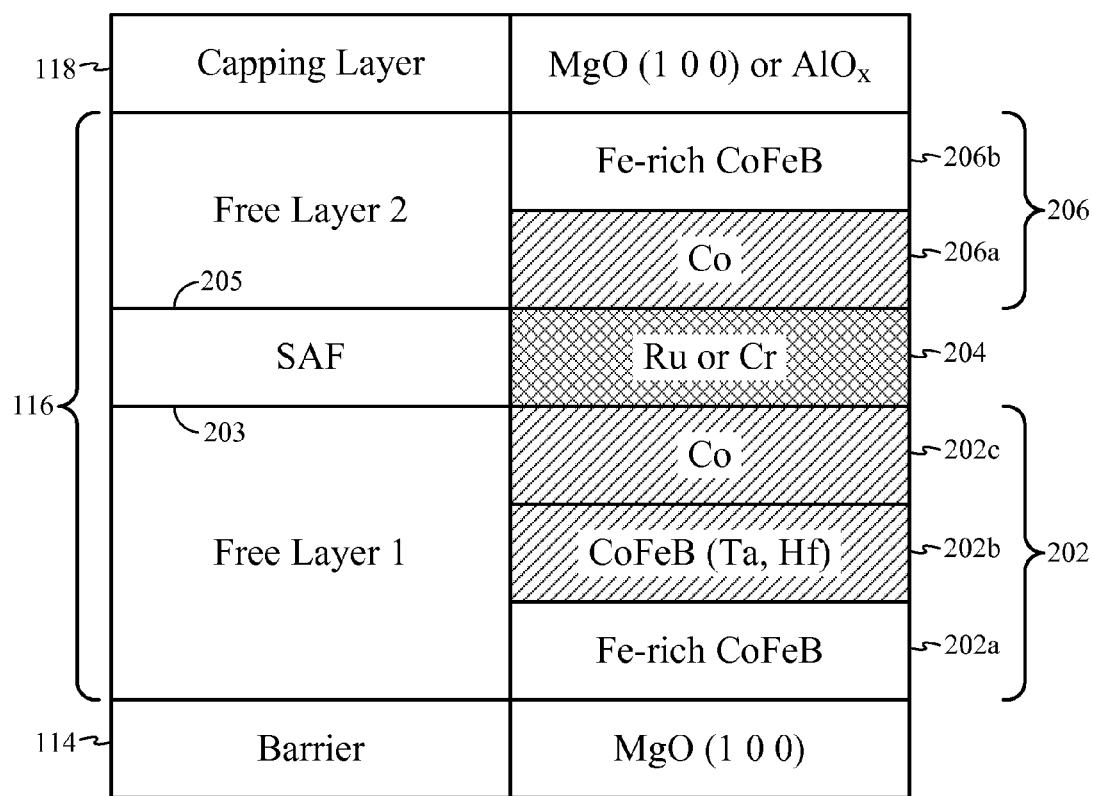 118
Capping Layer
MgO (1 0 0) or AlOₓ
Free Layer 2
Fe-rich CoFeB
206b
206
Co
206a
205
SAF
Ru or Cr
204
116
203
Free Layer 1
Co
202c
CoFeB (Ta, Hf)
202b
202
Fe-rich CoFeB
202a
114
Barrier
MgO (1 0 0)